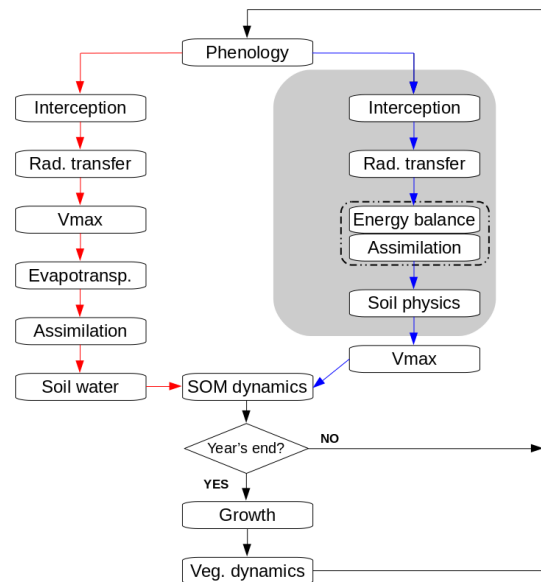 Phenology
Interception
Interception
Rad. transfer
Rad. transfer
Vmax
Energy balance
Assimilation
Evapotransp.
Soil physics
Assimilation
Vmax
Soil water
SOM dynamics
Year's end?
NO
YES
Growth
Veg. dynamics